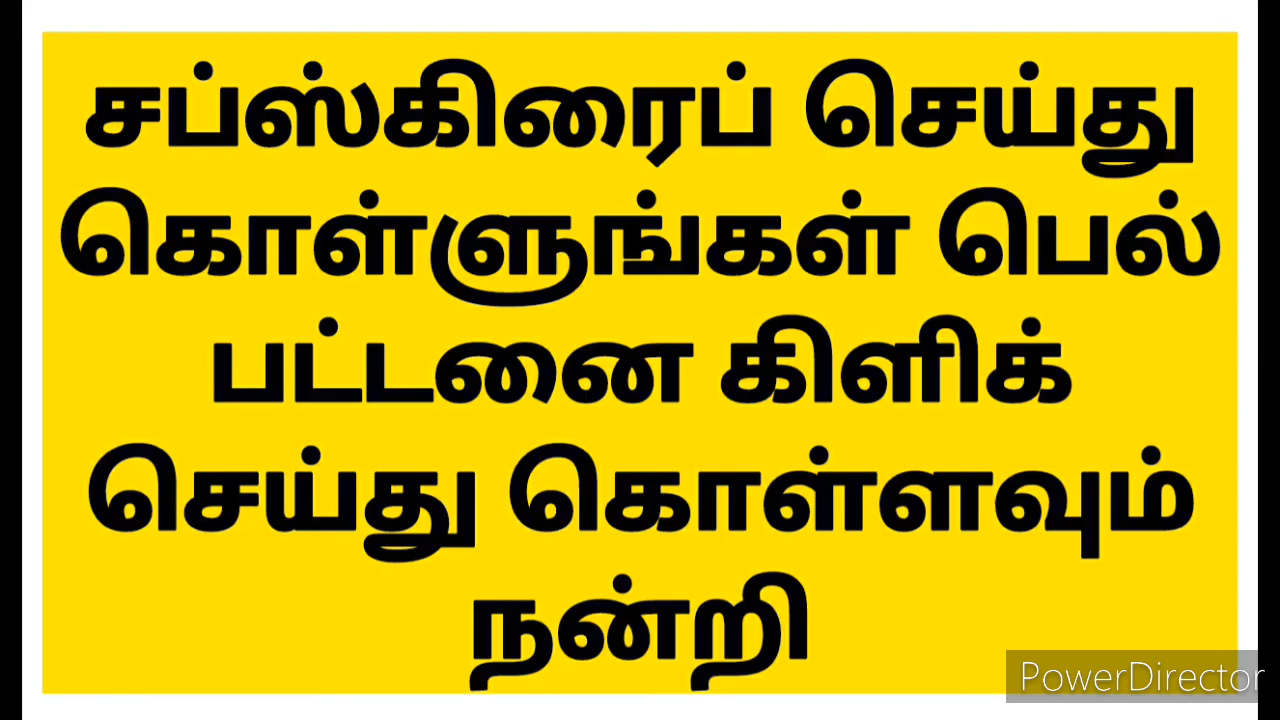 சப்ஸ்கிரைப் செய்து
கொள்ளுங்கள் பெல்
பட்டனை கிளிக்
செய்து கொள்ளவும்
நன்றி
PowerDirector